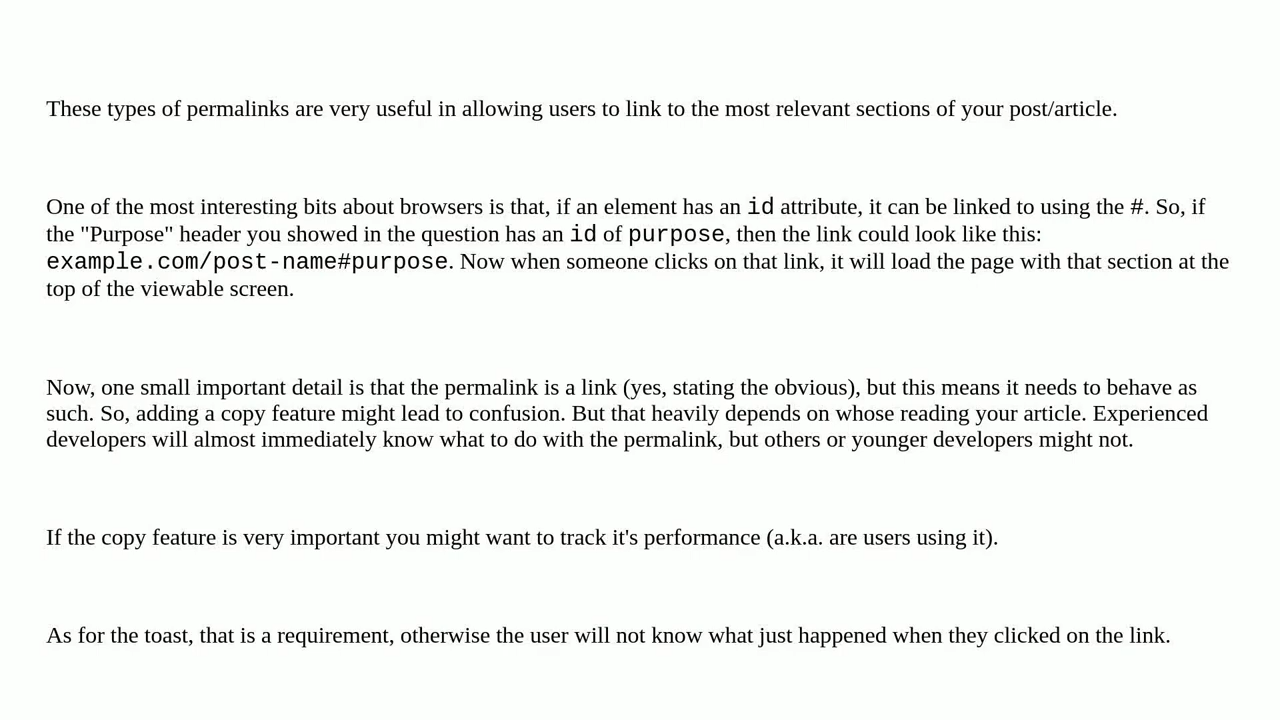 These types of permalinks are very useful in allowing users to link to the most relevant sections of your post/article.
One of the most interesting bits about browsers is that, if an element has an id attribute, it can be linked to using the #. So, if
the "Purpose" header you showed in the question has an id of purpose, then the link could look like this:
example.com/post-name#purpose. Now when someone clicks on that link, it will load the page with that section at the
top of the viewable screen.
Now, one small important detail is that the permalink is a link (yes, stating the obvious), but this means it needs to behave as
such. So, adding a copy feature might lead to confusion. But that heavily depends on whose reading your article. Experienced
developers will almost immediately know what to do with the permalink, but others or younger developers might not.
If the copy feature is very important you might want to track it's performance (a.k.a. are users using it).
As for the toast, that is a requirement, otherwise the user will not know what just happened when they clicked on the link.